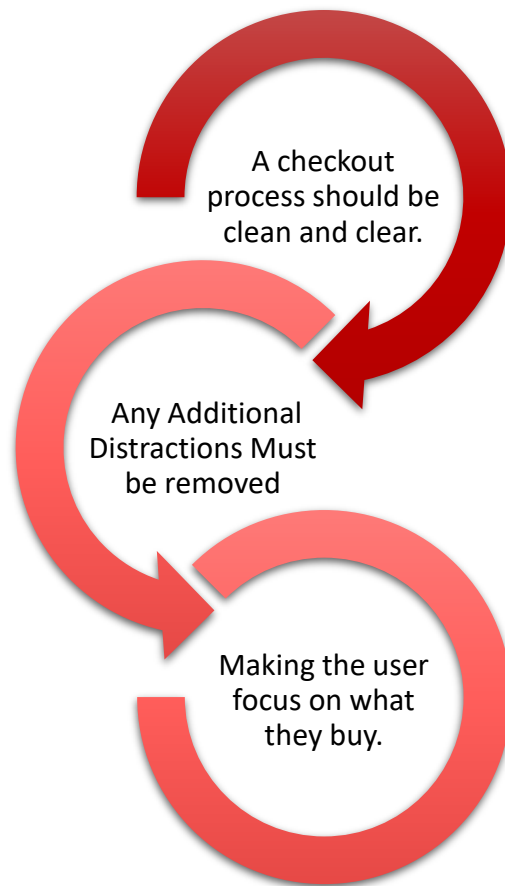 A checkout
process should be
clean and clear.
Any Additional
Distractions Must
be removed
Making the user
focus on what
they buy.